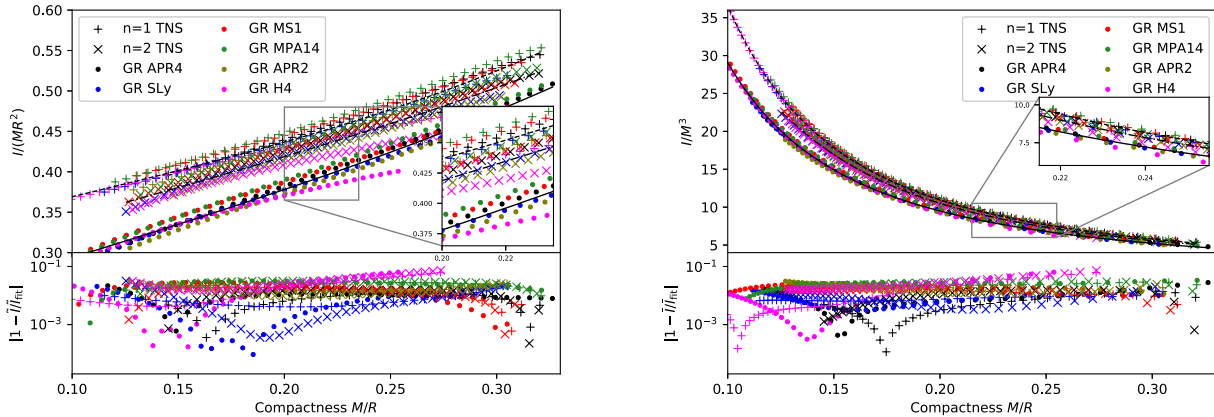 0.60
0.55
0.50
0.45
0.40
0.35
0.30
I/(MR²)
n=1 TNS
n=2 TNS
GR APR4
GR SLy
GR MS1
GR MPA14
GR APR2
GR H4
0.425
0.400
0.375
0.20
0.22
10⁻¹
10⁻³
|1 − Ĩ/Ĩfit|
0.10
0.15
0.20
0.25
0.30
Compactness M/R
35
30
25
20
15
10
5
I/M³
n=1 TNS
n=2 TNS
GR APR4
GR SLy
GR MS1
GR MPA14
GR APR2
GR H4
10.0
7.5
0.22
0.24
10⁻¹
10⁻³
|1 − Ī/Īfit|
0.10
0.15
0.20
0.25
0.30
Compactness M/R